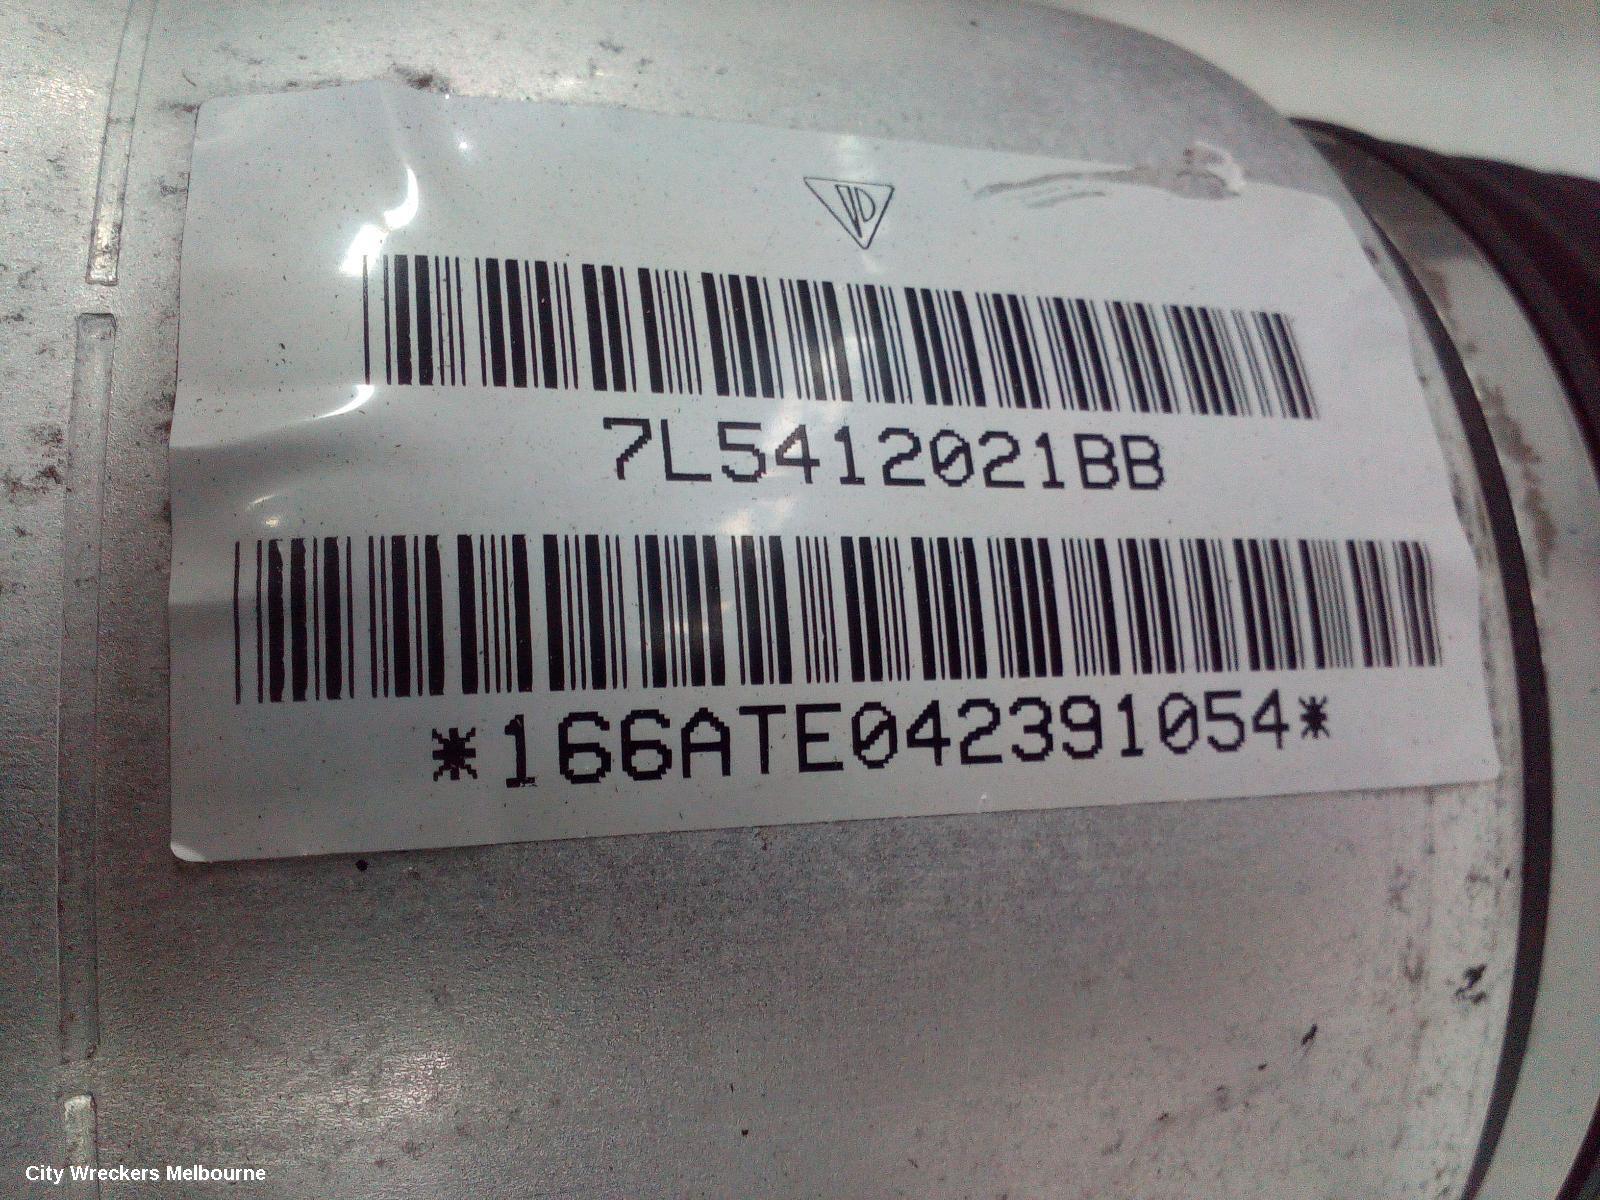 7L5412021BB
*166ATE042391054*
City Wreckers Melbourne